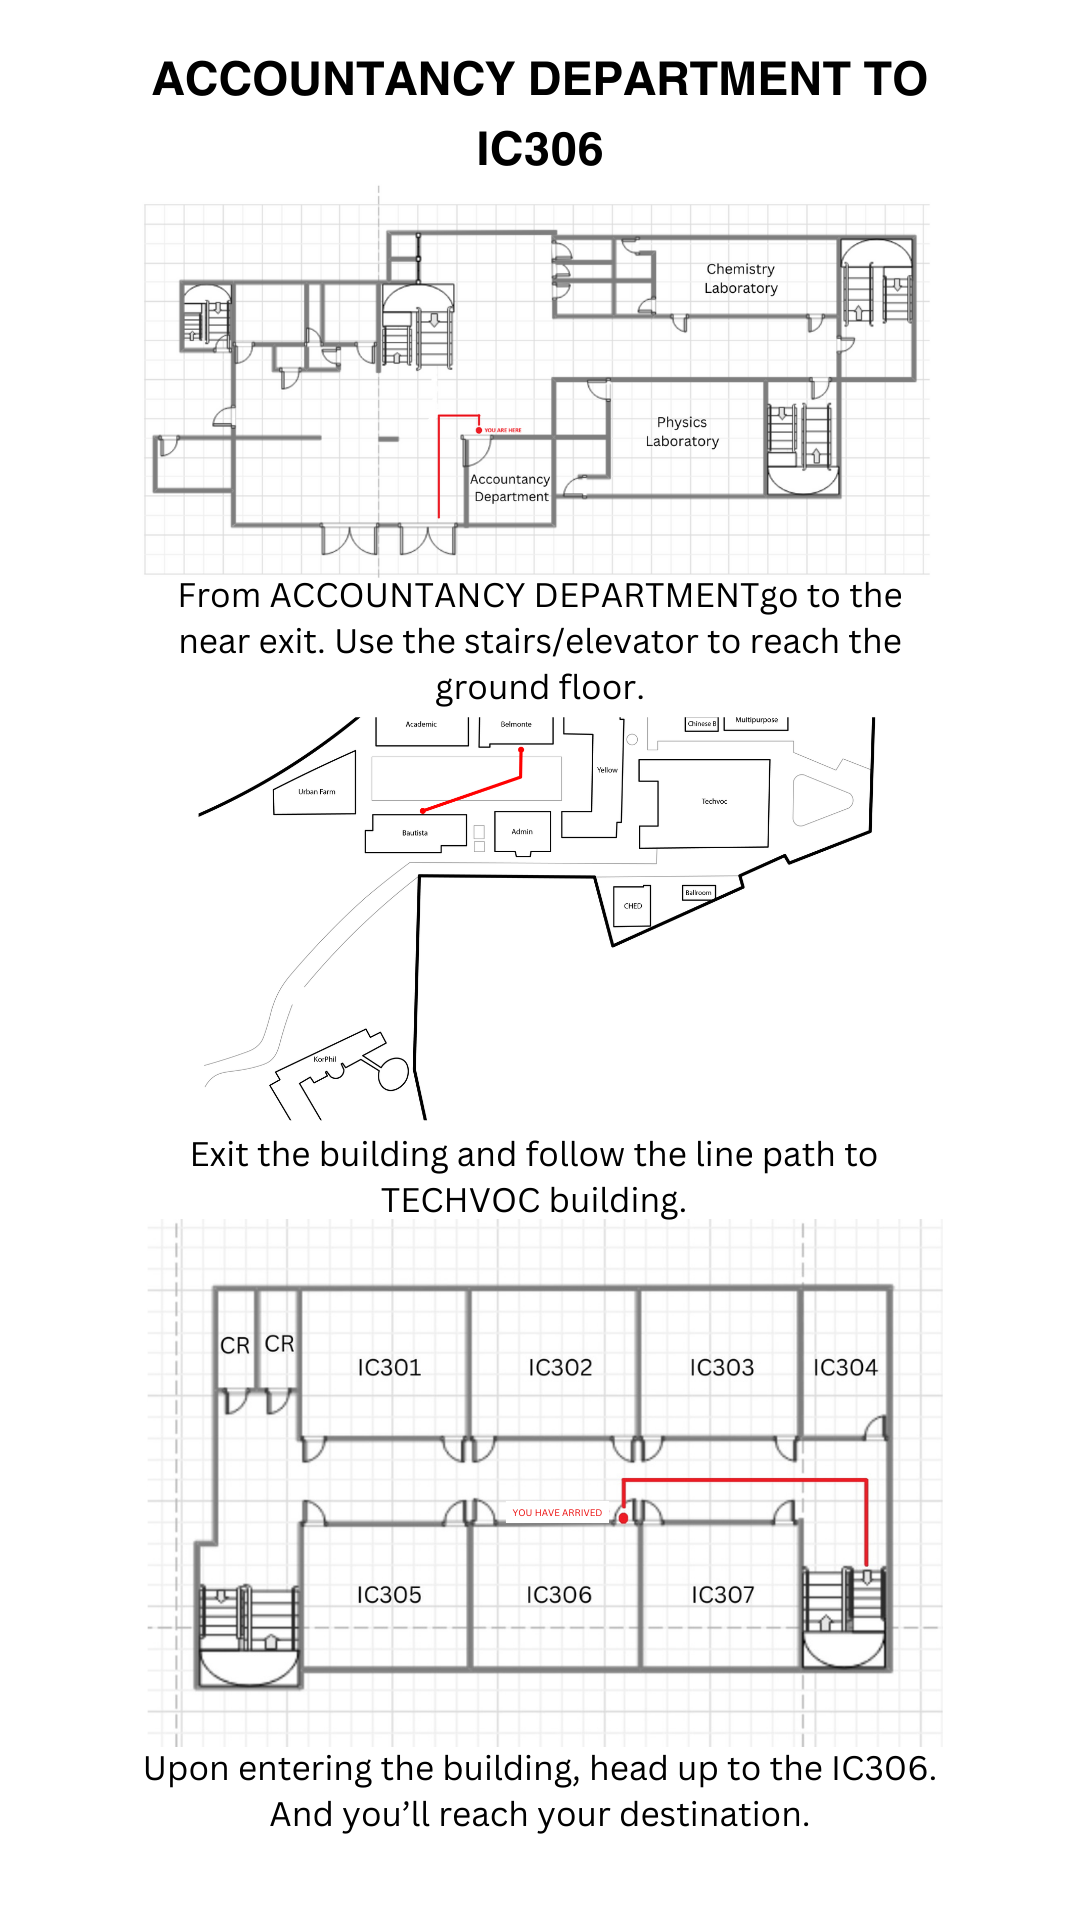 ACCOUNTANCY DEPARTMENT TO
IC306
Chemistry
Laboratory
Physics
Laboratory
YOU ARE HERE
Accountancy
Department
From ACCOUNTANCY DEPARTMENTgo to the
near exit. Use the stairs/elevator to reach the
ground floor.
Academic
Belmonte
Chinese B
Multipurpose
Urban Farm
Yellow
Techvoc
Bautista
Admin
CHED
Ballroom
KorPhil
Exit the building and follow the line path to
TECHVOC building.
CR
CR
IC301
IC302
IC303
IC304
YOU HAVE ARRIVED
IC305
IC306
IC307
Upon entering the building, head up to the IC306.
And you’ll reach your destination.